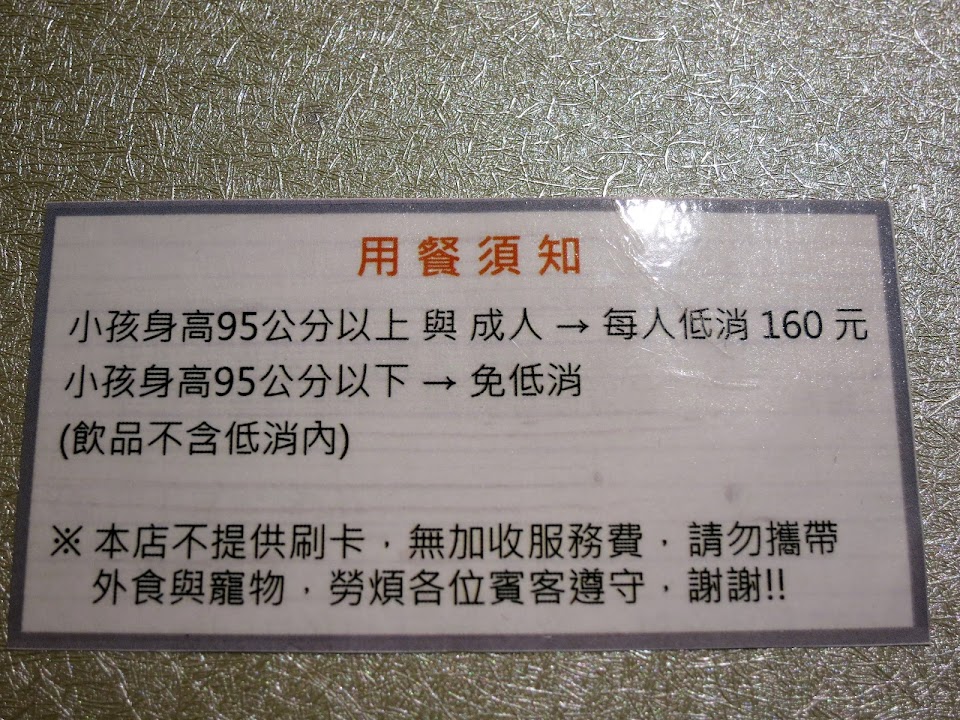 用餐須知
小孩身高95公分以上 與 成人 → 每人低消 160 元
小孩身高95公分以下 → 免低消
(飲品不含低消內)
※ 本店不提供刷卡，無加收服務費，請勿攜帶
外食與寵物，勞煩各位賓客遵守，謝謝!!